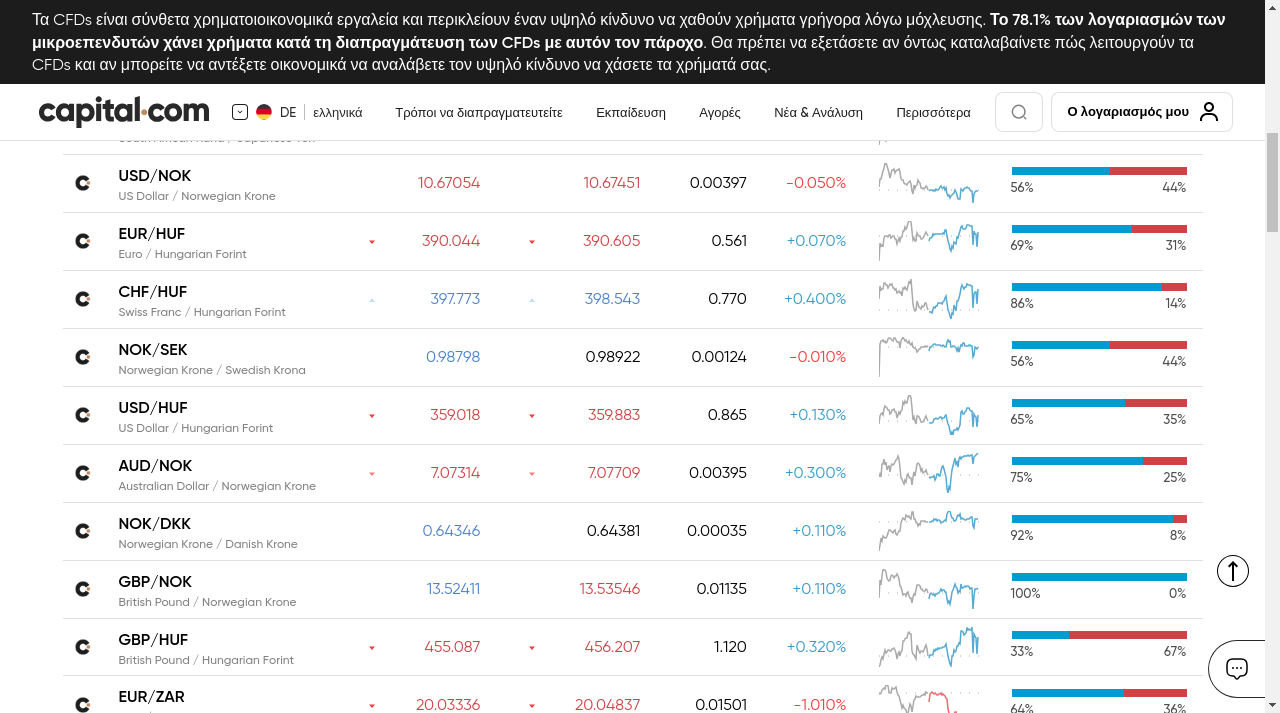 Τα CFDs είναι σύνθετα χρηματοιοικονομικά εργαλεία και περικλείουν έναν υψηλό κίνδυνο να χαθούν χρήματα γρήγορα λόγω μόχλευσης. Το 78.1% των λογαριασμών των
μικροεπενδυτών χάνει χρήματα κατά τη διαπραγμάτευση των CFDs με αυτόν τον πάροχο. Θα πρέπει να εξετάσετε αν όντως καταλαβαίνετε πώς λειτουργούν τα
CFDs και αν μπορείτε να αντέξετε οικονομικά να αναλάβετε τον υψηλό κίνδυνο να χάσετε τα χρήματά σας.
capital.com DE ελληνικά Τρόποι να διαπραγματευτείτε Εκπαίδευση Αγορές Νέα & Ανάλυση Περισσότερα Ο λογαριασμός μου
South African Rand / Japanese Yen
USD/NOK 10.67054 10.67451 0.00397 -0.050%
US Dollar / Norwegian Krone 56% 44%
EUR/HUF 390.044 390.605 0.561 +0.070%
Euro / Hungarian Forint 69% 31%
CHF/HUF 397.773 398.543 0.770 +0.400%
Swiss Franc / Hungarian Forint 86% 14%
NOK/SEK 0.98798 0.98922 0.00124 -0.010%
Norwegian Krone / Swedish Krona 56% 44%
USD/HUF 359.018 359.883 0.865 +0.130%
US Dollar / Hungarian Forint 65% 35%
AUD/NOK 7.07314 7.07709 0.00395 +0.300%
Australian Dollar / Norwegian Krone 75% 25%
NOK/DKK 0.64346 0.64381 0.00035 +0.110%
Norwegian Krone / Danish Krone 92% 8%
GBP/NOK 13.52411 13.53546 0.01135 +0.110%
British Pound / Norwegian Krone 100% 0%
GBP/HUF 455.087 456.207 1.120 +0.320%
British Pound / Hungarian Forint 33% 67%
EUR/ZAR 20.03336 20.04837 0.01501 -1.010%
64% 36%